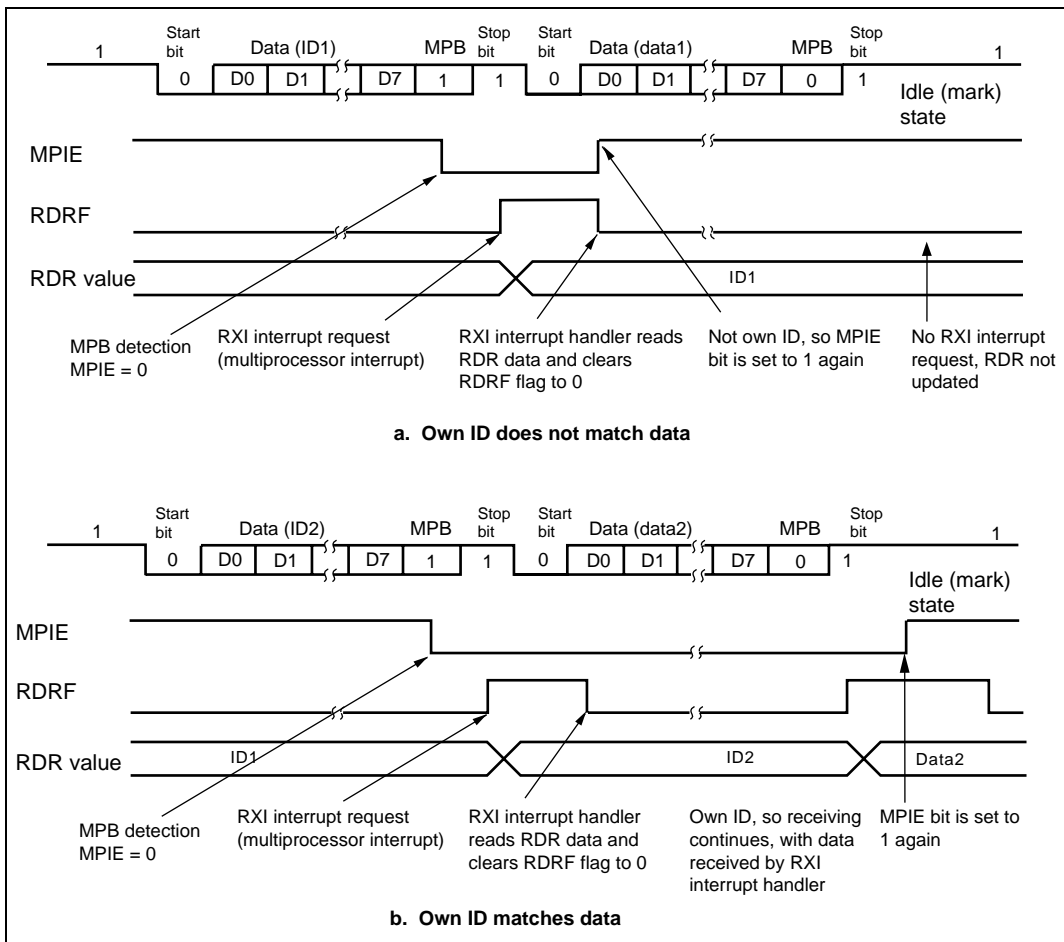 Start bit Data (ID1) MPB Stop bit Start bit Data (data1) MPB Stop bit
1 0 D0 D1 D7 1 1 0 D0 D1 D7 0 1 1
Idle (mark) state
MPIE
RDRF
RDR value ID1
MPB detection MPIE = 0
RXI interrupt request (multiprocessor interrupt)
RXI interrupt handler reads RDR data and clears RDRF flag to 0
Not own ID, so MPIE bit is set to 1 again
No RXI interrupt request, RDR not updated
a. Own ID does not match data
Start bit Data (ID2) MPB Stop bit Start bit Data (data2) MPB Stop bit
1 0 D0 D1 D7 1 1 0 D0 D1 D7 0 1 1
Idle (mark) state
MPIE
RDRF
RDR value ID1 ID2 Data2
MPB detection MPIE = 0
RXI interrupt request (multiprocessor interrupt)
RXI interrupt handler reads RDR data and clears RDRF flag to 0
Own ID, so receiving continues, with data received by RXI interrupt handler
MPIE bit is set to 1 again
b. Own ID matches data